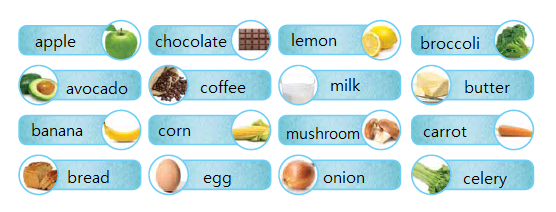 apple chocolate lemon broccoli
avocado coffee milk butter
banana corn mushroom carrot
bread egg onion celery